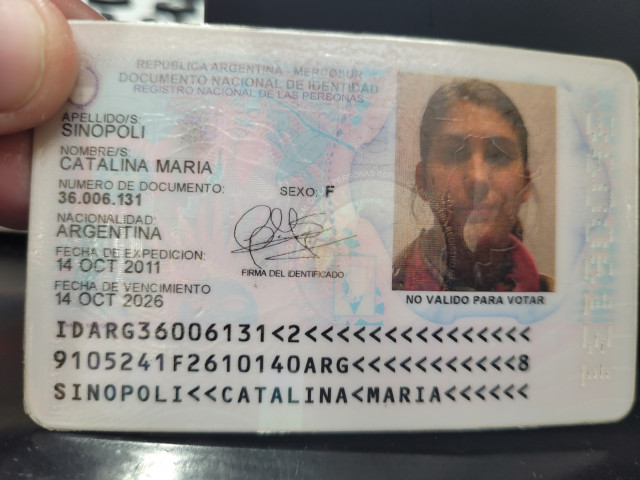 REPUBLICA ARGENTINA - MERCOSUR
DOCUMENTO NACIONAL DE IDENTIDAD
REGISTRO NACIONAL DE LAS PERSONAS
APELLIDO/S:
SINOPOLI
NOMBRE/S:
CATALINA MARIA
NUMERO DE DOCUMENTO:
36.006.131
SEXO: F
NACIONALIDAD:
ARGENTINA
FECHA DE EXPEDICION:
14 OCT 2011
FIRMA DEL IDENTIFICADO
FECHA DE VENCIMIENTO
14 OCT 2026
NO VALIDO PARA VOTAR
IDARG36006131<2<<<<<<<<<<<<<<<
9105241F2610140ARG<<<<<<<<<<<8
SINOPOLI<<CATALINA<MARIA<<<<<<